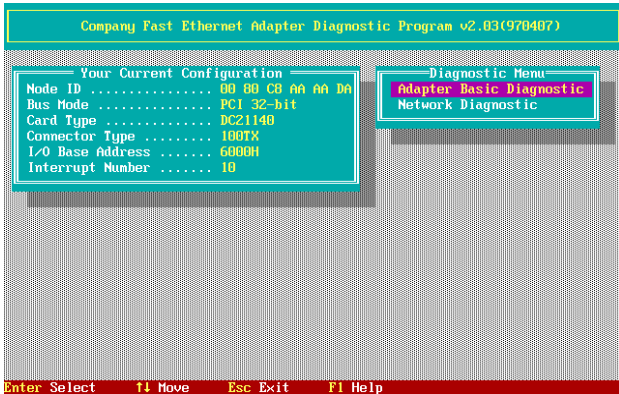 Company Fast Ethernet Adapter Diagnostic Program v2.03(970407)
Your Current Configuration
Node ID ................ 00 80 C8 AA AA DA
Bus Mode ............... PCI 32-bit
Card Type .............. DC21140
Connector Type ......... 100TX
I/O Base Address ....... 6000H
Interrupt Number ....... 10
Diagnostic Menu
Adapter Basic Diagnostic
Network Diagnostic
Enter Select ↑↓ Move Esc Exit F1 Help